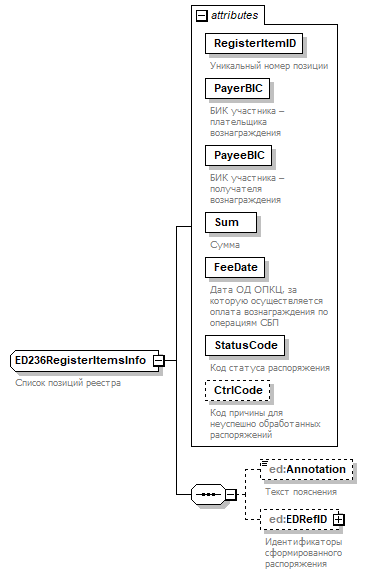 attributes
RegisterItemID
Уникальный номер позиции
PayerBIC
БИК участника –
плательщика
вознаграждения
PayeeBIC
БИК участника –
получателя
вознаграждения
Sum
Сумма
FeeDate
Дата ОД ОПКЦ, за
которую осуществляется
оплата вознаграждения по
операциям СБП
StatusCode
Код статуса распоряжения
CtrlCode
Код причины для
неуспешно обработанных
распоряжений
ED236RegisterItemsInfo
Список позиций реестра
ed:Annotation
Текст пояснения
ed:EDRefID
Идентификаторы
сформированного
распоряжения